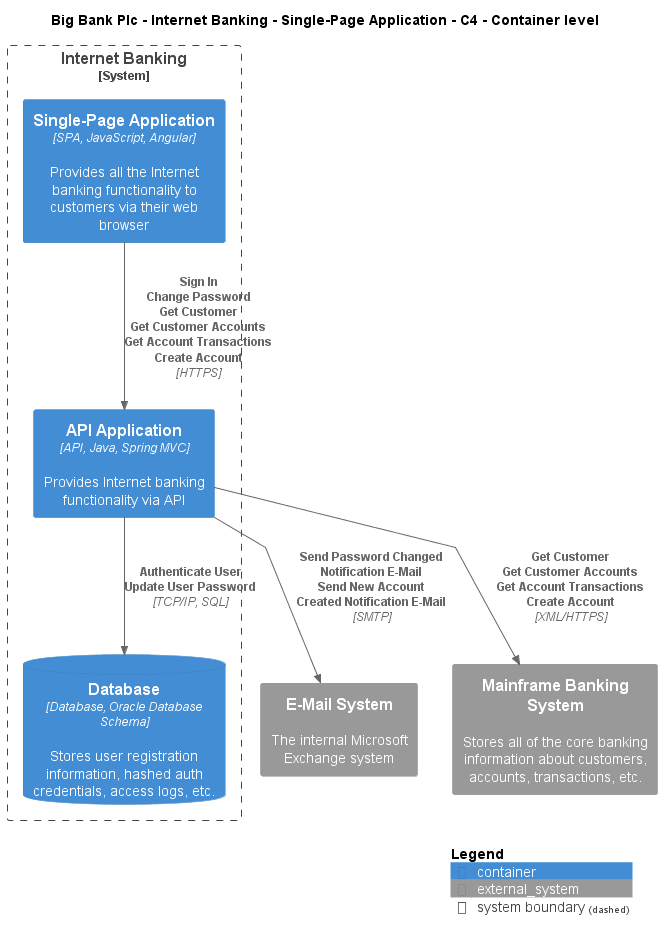 Big Bank Plc - Internet Banking - Single-Page Application - C4 - Container level
Internet Banking
[System]
Single-Page Application
[SPA, JavaScript, Angular]
Provides all the Internet
banking functionality to
customers via their web
browser
Sign In
Change Password
Get Customer
Get Customer Accounts
Get Account Transactions
Create Account
[HTTPS]
API Application
[API, Java, Spring MVC]
Provides Internet banking
functionality via API
Authenticate User
Update User Password
[TCP/IP, SQL]
Send Password Changed
Notification E-Mail
Send New Account
Created Notification E-Mail
[SMTP]
Get Customer
Get Customer Accounts
Get Account Transactions
Create Account
[XML/HTTPS]
Database
[Database, Oracle Database
Schema]
Stores user registration
information, hashed auth
credentials, access logs, etc.
E-Mail System
The internal Microsoft
Exchange system
Mainframe Banking
System
Stores all of the core banking
information about customers,
accounts, transactions, etc.
Legend
container
external_system
system boundary (dashed)